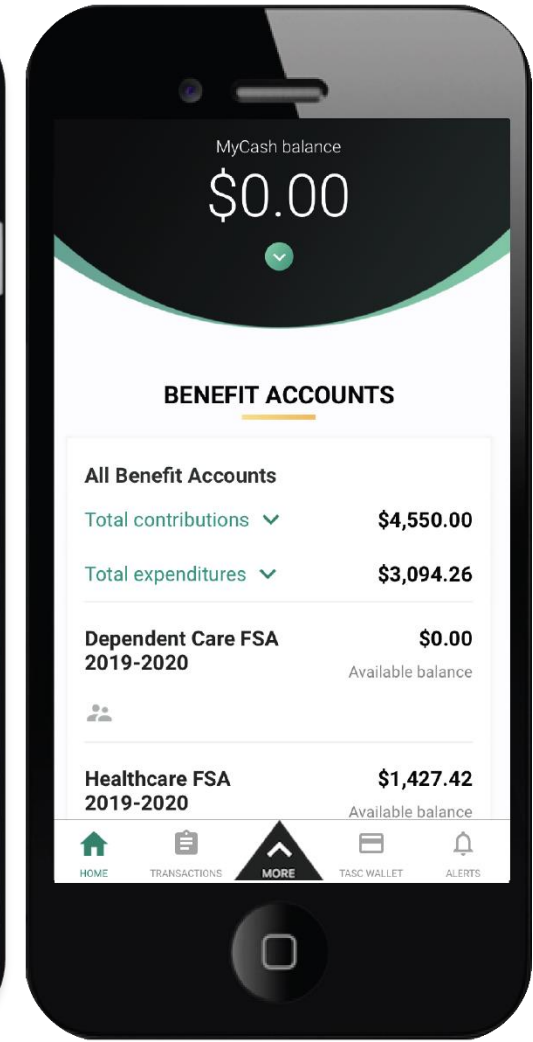 MyCash balance
$0.00
BENEFIT ACCOUNTS
All Benefit Accounts
Total contributions $4,550.00
Total expenditures $3,094.26
Dependent Care FSA $0.00
2019-2020 Available balance
Healthcare FSA $1,427.42
2019-2020 Available balance
HOME TRANSACTIONS MORE TASC WALLET ALERTS